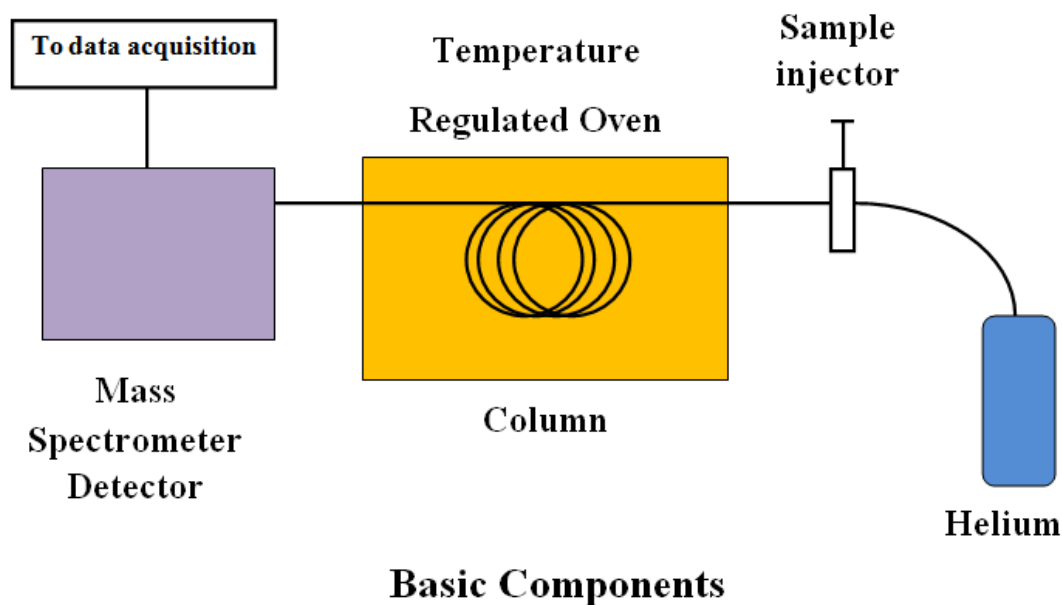 To data acquisition
Temperature
Regulated Oven
Sample
injector
Mass
Spectrometer
Detector
Column
Helium
Basic Components